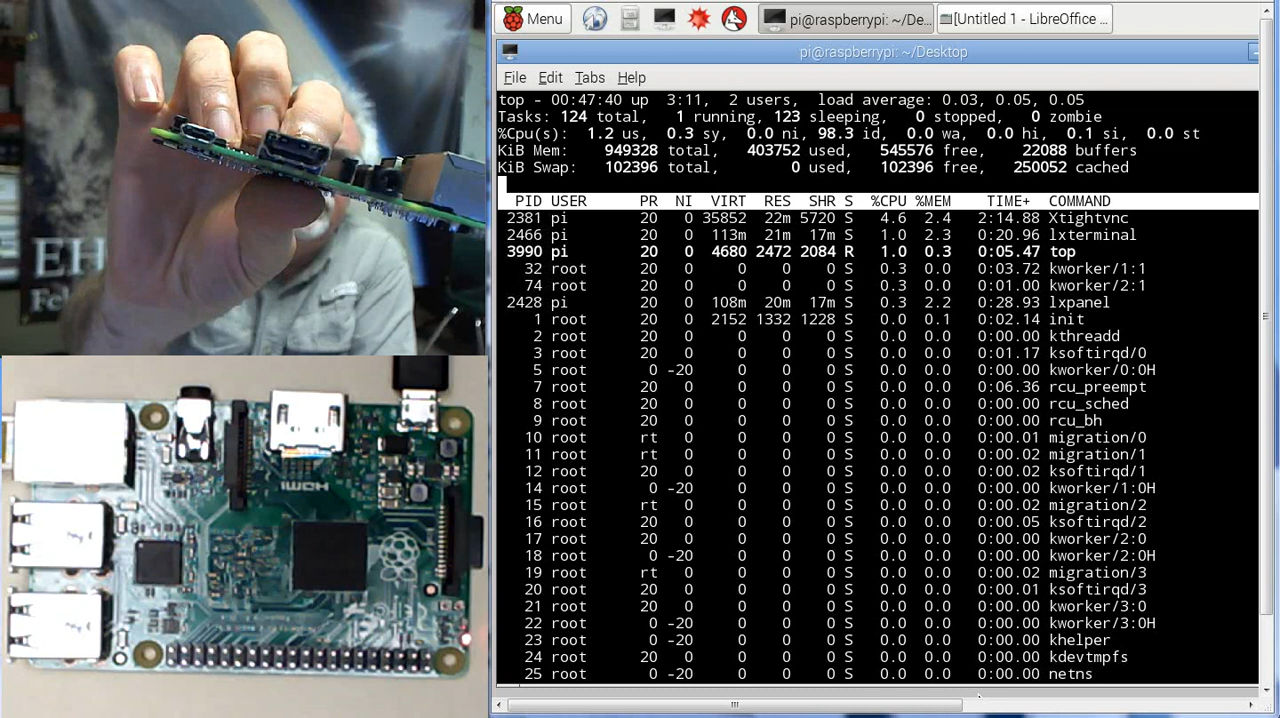 Menu
pi@raspberrypi: ~/De...
[Untitled 1 - LibreOffice ...
pi@raspberrypi: ~/Desktop
File Edit Tabs Help
top - 00:47:40 up  3:11,  2 users,  load average: 0.03, 0.05, 0.05
Tasks: 124 total,   1 running, 123 sleeping,   0 stopped,   0 zombie
%Cpu(s):  1.2 us,  0.3 sy,  0.0 ni, 98.3 id,  0.0 wa,  0.0 hi,  0.1 si,  0.0 st
KiB Mem:    949328 total,   403752 used,   545576 free,    22088 buffers
KiB Swap:   102396 total,        0 used,   102396 free,   250052 cached
PID USER PR NI VIRT RES SHR S %CPU %MEM TIME+ COMMAND
2381 pi 20 0 35852 22m 5720 S 4.6 2.4 2:14.88 Xtightvnc
2466 pi 20 0 113m 21m 17m S 1.0 2.3 0:20.96 lxterminal
3990 pi 20 0 4680 2472 2084 R 1.0 0.3 0:05.47 top
32 root 20 0 0 0 0 S 0.3 0.0 0:03.72 kworker/1:1
74 root 20 0 0 0 0 S 0.3 0.0 0:01.00 kworker/2:1
2428 pi 20 0 108m 20m 17m S 0.3 2.2 0:28.93 lxpanel
1 root 20 0 2152 1332 1228 S 0.0 0.1 0:02.14 init
2 root 20 0 0 0 0 S 0.0 0.0 0:00.00 kthreadd
3 root 20 0 0 0 0 S 0.0 0.0 0:01.17 ksoftirqd/0
5 root 0 -20 0 0 0 S 0.0 0.0 0:00.00 kworker/0:0H
7 root 20 0 0 0 0 S 0.0 0.0 0:06.36 rcu_preempt
8 root 20 0 0 0 0 S 0.0 0.0 0:00.00 rcu_sched
9 root 20 0 0 0 0 S 0.0 0.0 0:00.00 rcu_bh
10 root rt 0 0 0 0 S 0.0 0.0 0:00.01 migration/0
11 root rt 0 0 0 0 S 0.0 0.0 0:00.02 migration/1
12 root 20 0 0 0 0 S 0.0 0.0 0:00.02 ksoftirqd/1
14 root 0 -20 0 0 0 S 0.0 0.0 0:00.00 kworker/1:0H
15 root rt 0 0 0 0 S 0.0 0.0 0:00.02 migration/2
16 root 20 0 0 0 0 S 0.0 0.0 0:00.05 ksoftirqd/2
17 root 20 0 0 0 0 S 0.0 0.0 0:00.00 kworker/2:0
18 root 0 -20 0 0 0 S 0.0 0.0 0:00.00 kworker/2:0H
19 root rt 0 0 0 0 S 0.0 0.0 0:00.02 migration/3
20 root 20 0 0 0 0 S 0.0 0.0 0:00.01 ksoftirqd/3
21 root 20 0 0 0 0 S 0.0 0.0 0:00.00 kworker/3:0
22 root 0 -20 0 0 0 S 0.0 0.0 0:00.00 kworker/3:0H
23 root 0 -20 0 0 0 S 0.0 0.0 0:00.00 khelper
24 root 20 0 0 0 0 S 0.0 0.0 0:00.00 kdevtmpfs
25 root 0 -20 0 0 0 S 0.0 0.0 0:00.00 netns
EH
HDMI